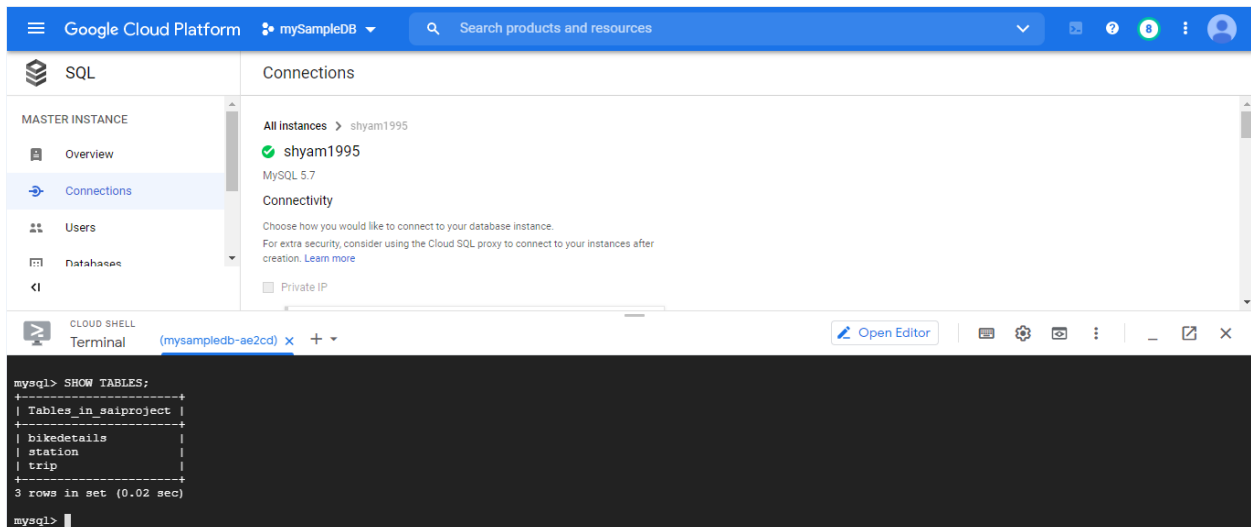 Google Cloud Platform mySampleDB Search products and resources 8
SQL
Connections
MASTER INSTANCE
Overview
Connections
Users
Databases
All instances > shyam1995
shyam1995
MySQL 5.7
Connectivity
Choose how you would like to connect to your database instance.
For extra security, consider using the Cloud SQL proxy to connect to your instances after
creation. Learn more
Private IP
CLOUD SHELL
Terminal (mysampledb-ae2cd) x + Open Editor
mysql> SHOW TABLES;
+----------------------+
| Tables_in_saiproject |
+----------------------+
| bikedetails          |
| station              |
| trip                 |
+----------------------+
3 rows in set (0.02 sec)
mysql>